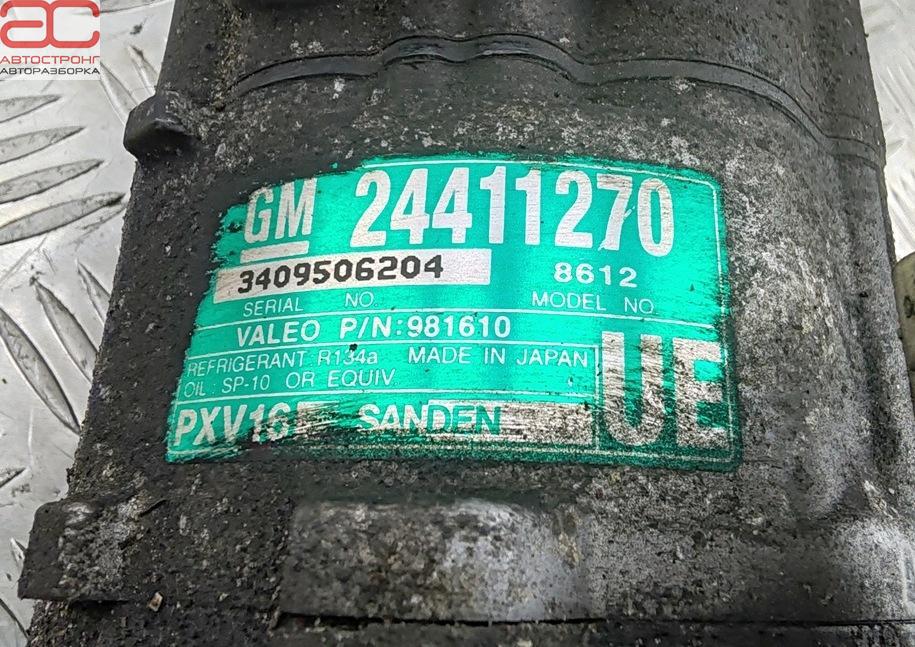 АС
АВТОСТРОНГ
АВТОРАЗБОРКА
GM 24411270
3409506204 8612
SERIAL NO. MODEL NO.
VALEO P/N:981610
REFRIGERANT R134a MADE IN JAPAN
OIL : SP-10 OR EQUIV.
UE
PXV16 SANDEN